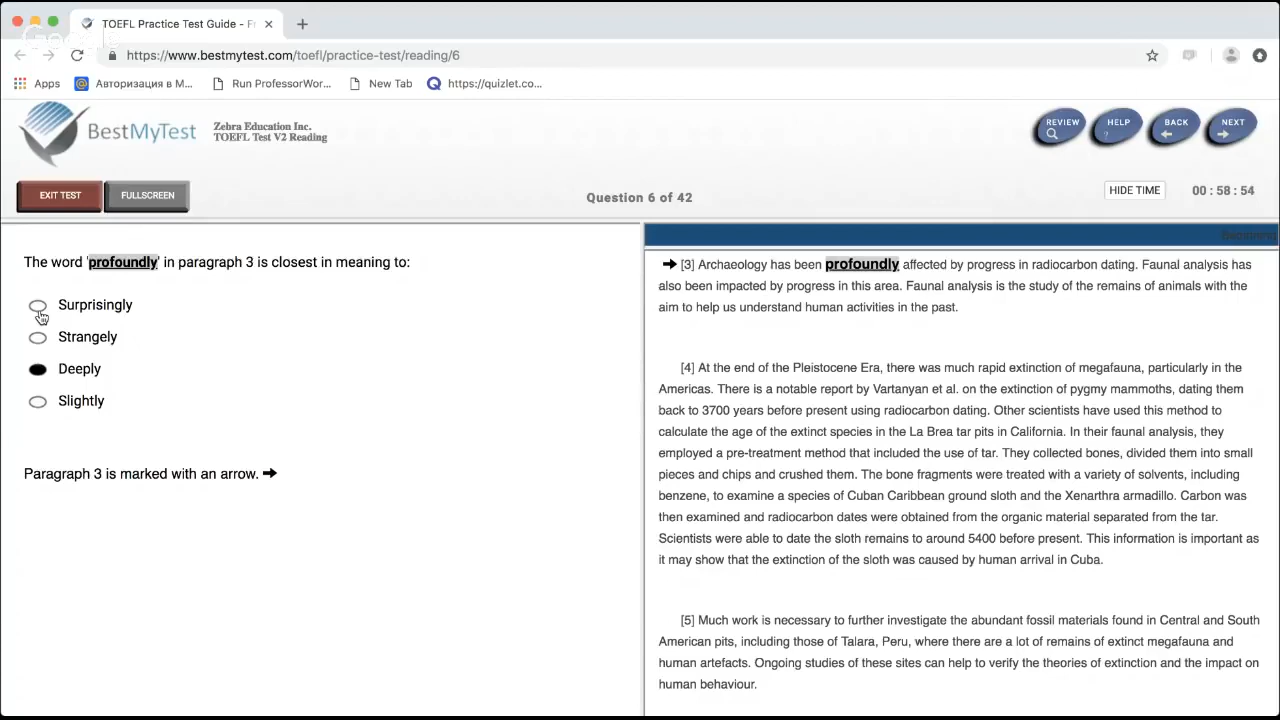 TOEFL Practice Test Guide - Fr
https://www.bestmytest.com/toefl/practice-test/reading/6
Apps
Авторизация в М...
Run ProfessorWor...
New Tab
https://quizlet.co...
BestMyTest
Zebra Education Inc.
TOEFL Test V2 Reading
REVIEW
HELP
?
BACK
NEXT
EXIT TEST
FULLSCREEN
Question 6 of 42
HIDE TIME
00 : 58 : 54
The word 'profoundly' in paragraph 3 is closest in meaning to:
Surprisingly
Strangely
Deeply
Slightly
Paragraph 3 is marked with an arrow. ➔
➔ [3] Archaeology has been profoundly affected by progress in radiocarbon dating. Faunal analysis has
also been impacted by progress in this area. Faunal analysis is the study of the remains of animals with the
aim to help us understand human activities in the past.
[4] At the end of the Pleistocene Era, there was much rapid extinction of megafauna, particularly in the
Americas. There is a notable report by Vartanyan et al. on the extinction of pygmy mammoths, dating them
back to 3700 years before present using radiocarbon dating. Other scientists have used this method to
calculate the age of the extinct species in the La Brea tar pits in California. In their faunal analysis, they
employed a pre-treatment method that included the use of tar. They collected bones, divided them into small
pieces and chips and crushed them. The bone fragments were treated with a variety of solvents, including
benzene, to examine a species of Cuban Caribbean ground sloth and the Xenarthra armadillo. Carbon was
then examined and radiocarbon dates were obtained from the organic material separated from the tar.
Scientists were able to date the sloth remains to around 5400 before present. This information is important as
it may show that the extinction of the sloth was caused by human arrival in Cuba.
[5] Much work is necessary to further investigate the abundant fossil materials found in Central and South
American pits, including those of Talara, Peru, where there are a lot of remains of extinct megafauna and
human artefacts. Ongoing studies of these sites can help to verify the theories of extinction and the impact on
human behaviour.